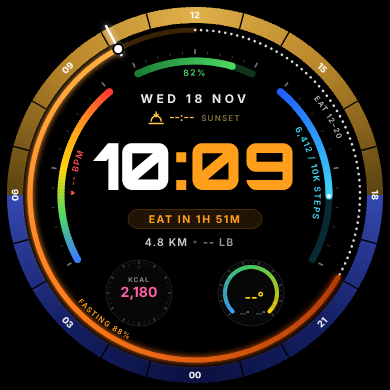 12
15
18
21
00
03
06
09
82%
EAT 12-20
WED 18 NOV
--:-- SUNSET
-- BPM
10:09
6,412 / 10K STEPS
EAT IN 1H 51M
4.8 KM • -- LB
KCAL
2,180
--°
-- --
FASTING 88%